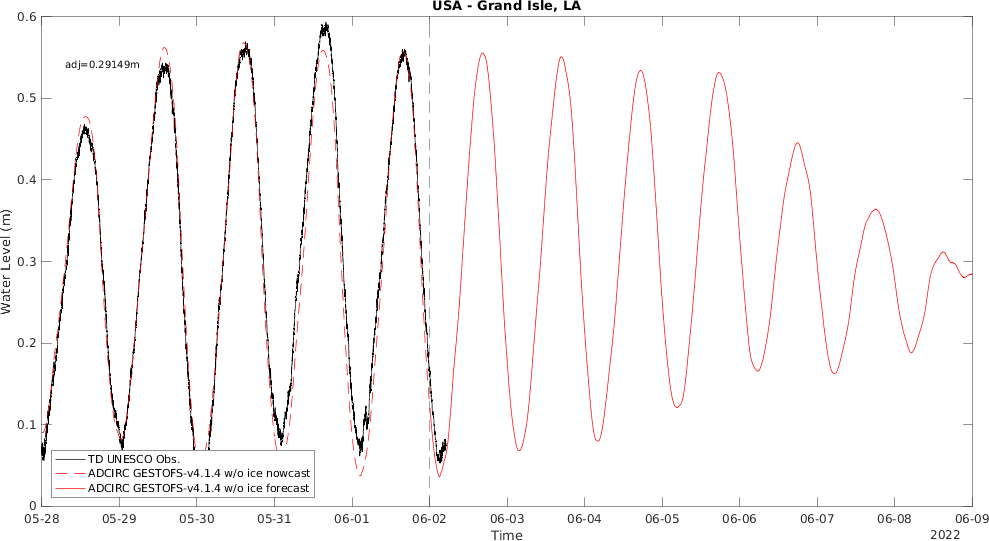 USA - Grand Isle, LA
adj=0.29149m
0.6
0.5
0.4
0.3
0.2
0.1
0
Water Level (m)
TD UNESCO Obs.
ADCIRC GESTOFS-v4.1.4 w/o ice nowcast
ADCIRC GESTOFS-v4.1.4 w/o ice forecast
05-28 05-29 05-30 05-31 06-01 06-02 06-03 06-04 06-05 06-06 06-07 06-08 06-09
Time
2022